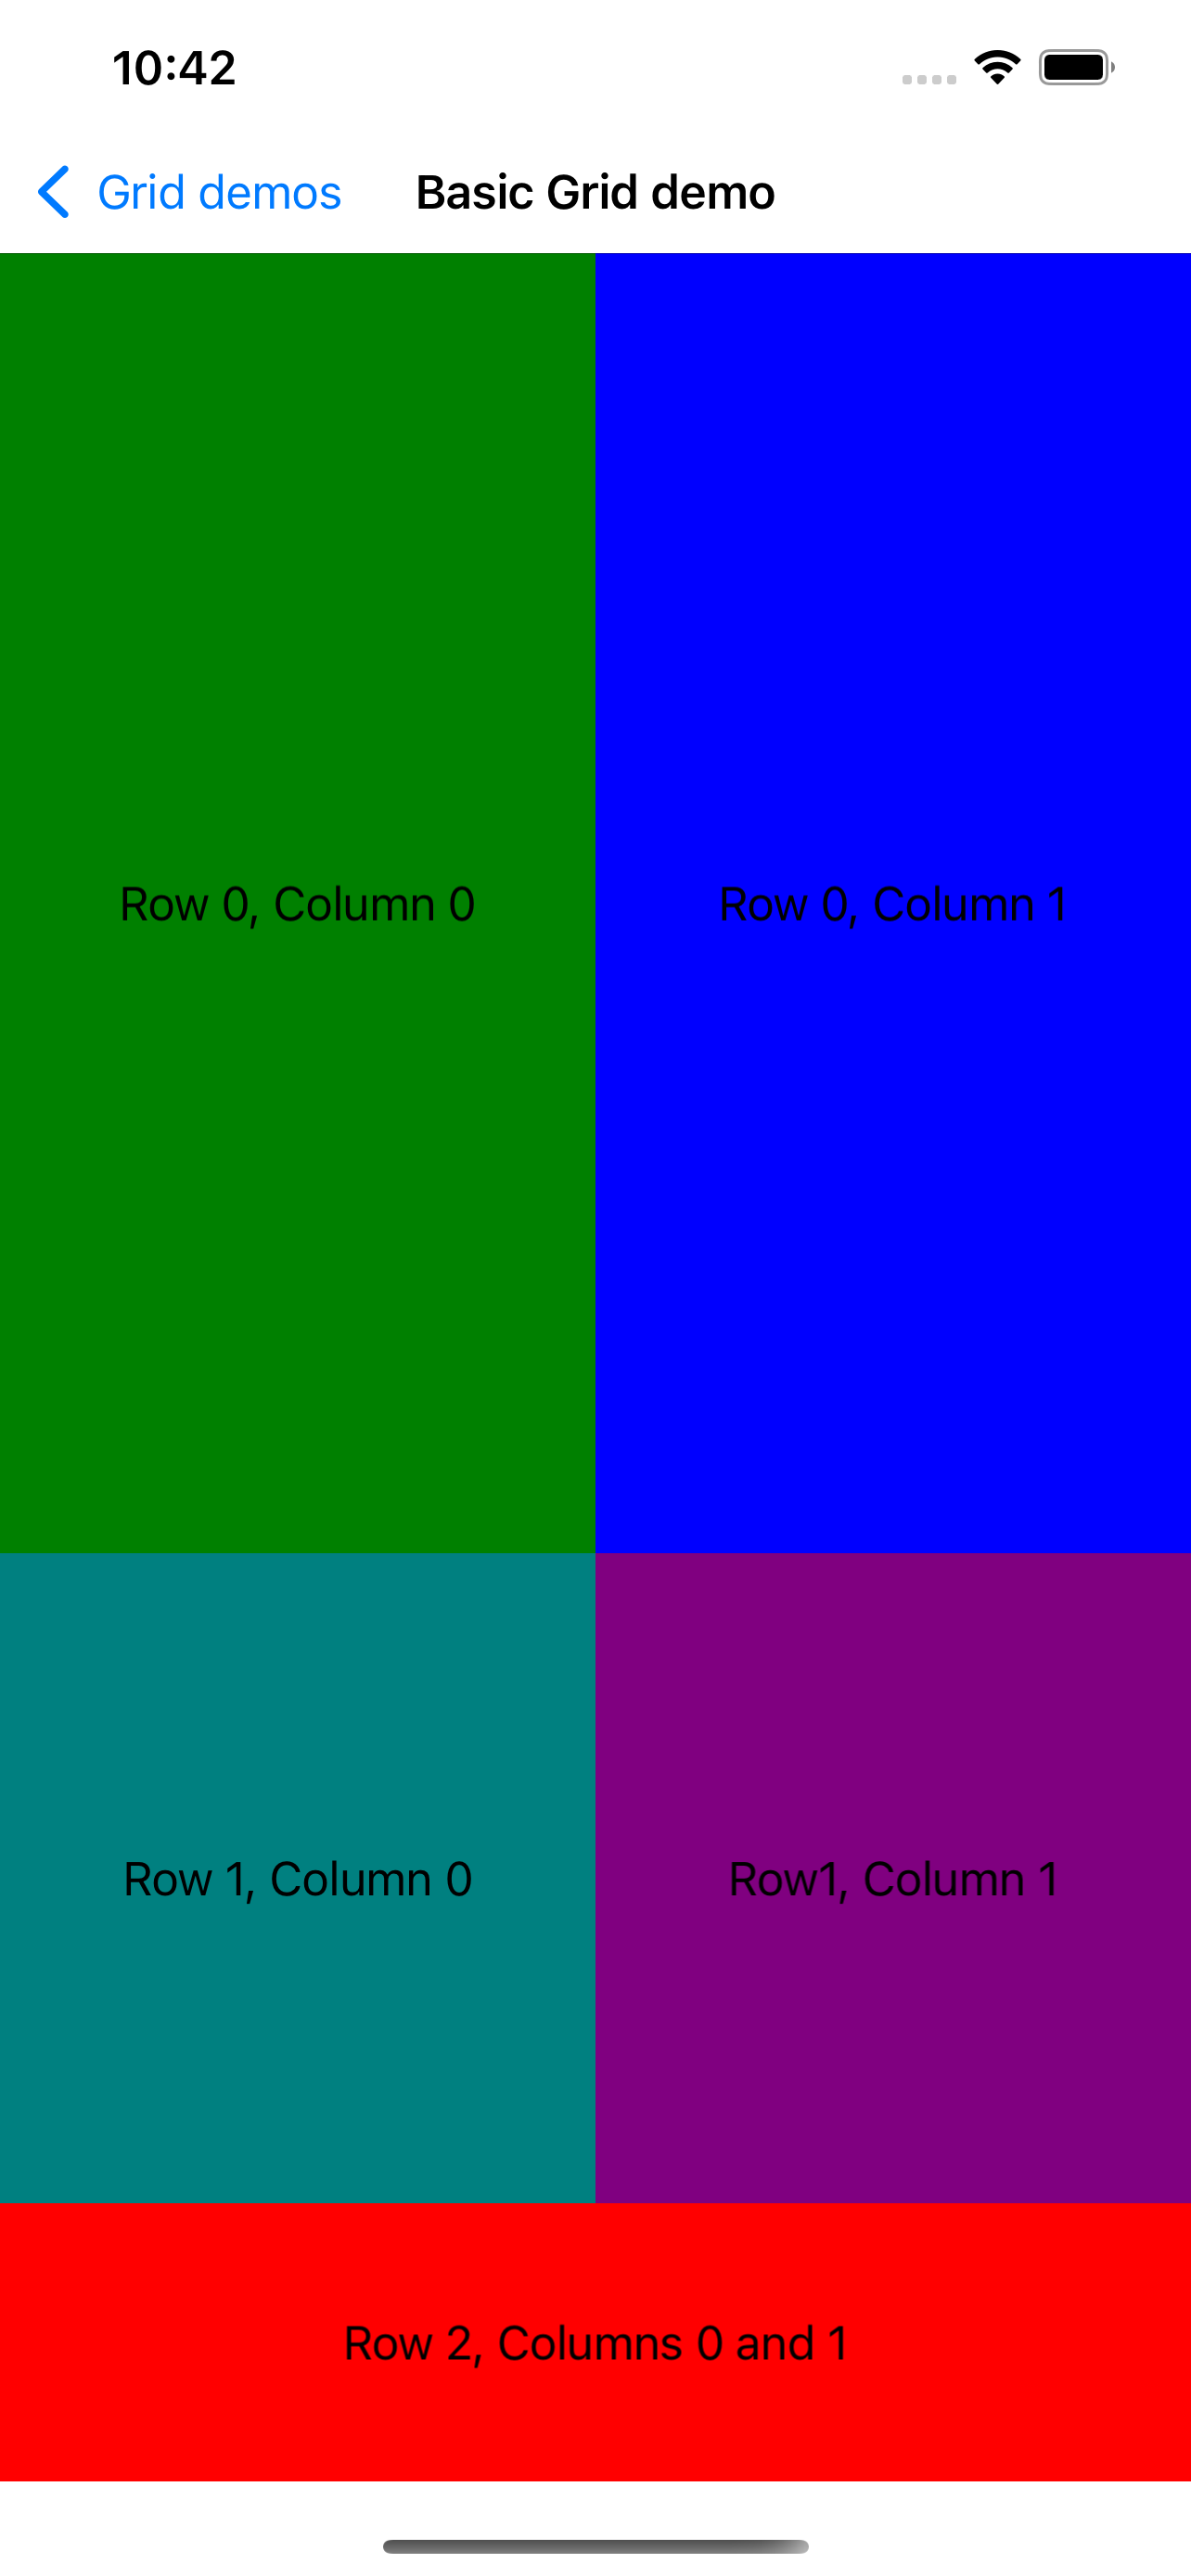 10:42
Grid demos Basic Grid demo
Row 0, Column 0 Row 0, Column 1
Row 1, Column 0 Row1, Column 1
Row 2, Columns 0 and 1